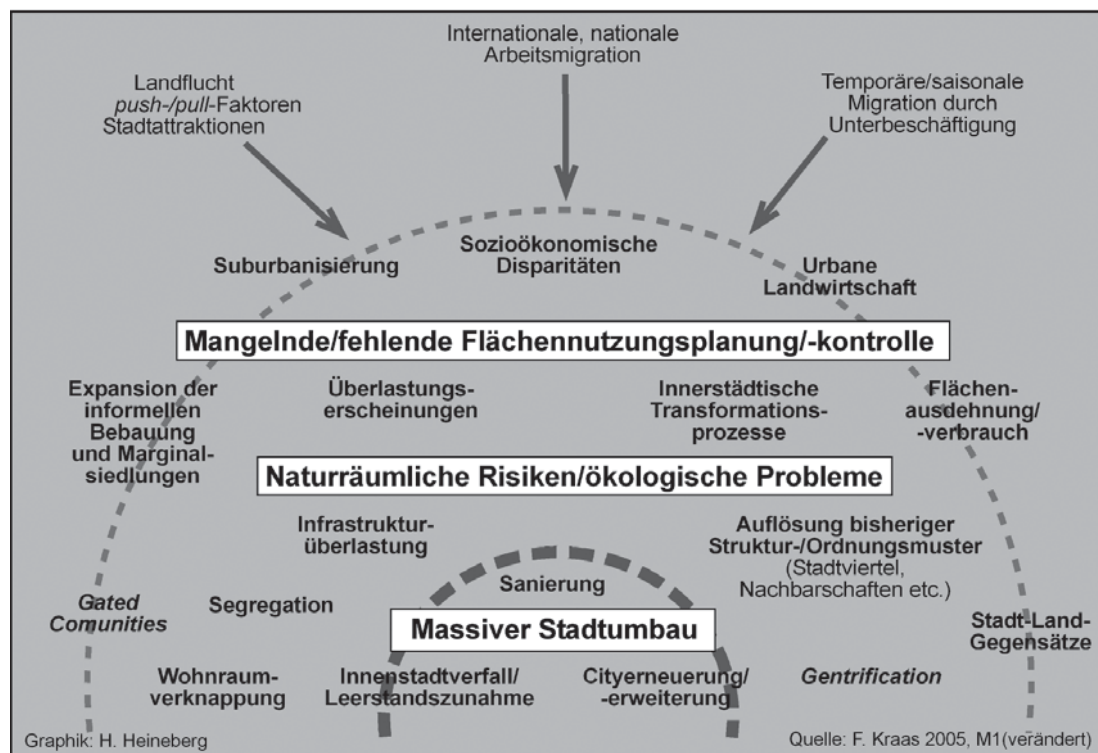 Internationale, nationale
Arbeitsmigration
Landflucht
push-/pull-Faktoren
Stadtattraktionen
Temporäre/saisonale
Migration durch
Unterbeschäftigung
Suburbanisierung
Sozioökonomische
Disparitäten
Urbane
Landwirtschaft
Mangelnde/fehlende Flächennutzungsplanung/-kontrolle
Expansion der
informellen
Bebauung
und Marginal-
siedlungen
Überlastungs-
erscheinungen
Innerstädtische
Transformations-
prozesse
Flächen-
ausdehnung/
-verbrauch
Naturräumliche Risiken/ökologische Probleme
Infrastruktur-
überlastung
Auflösung bisheriger
Struktur-/Ordnungsmuster
(Stadtviertel,
Nachbarschaften etc.)
Sanierung
Gated
Comunities
Segregation
Massiver Stadtumbau
Stadt-Land-
Gegensätze
Wohnraum-
verknappung
Innenstadtverfall/
Leerstandszunahme
Cityerneuerung/
-erweiterung
Gentrification
Graphik: H. Heineberg
Quelle: F. Kraas 2005, M1(verändert)